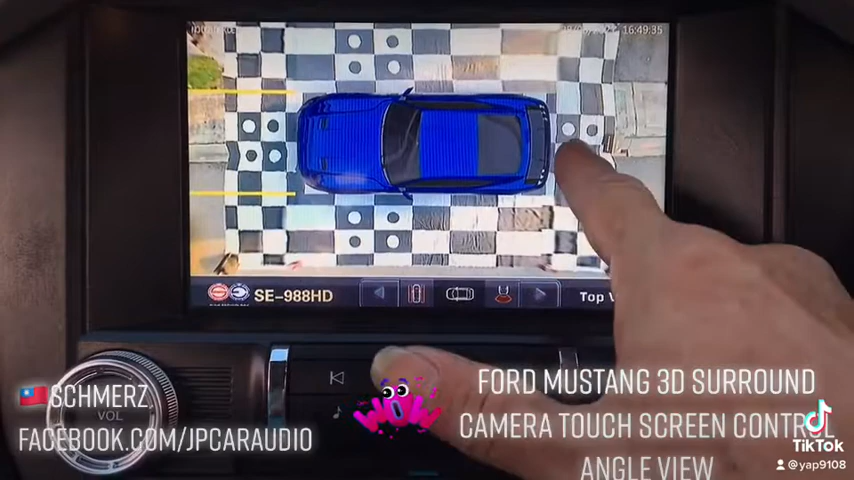 16:49:35
SE-988HD
Top
SCHMERZ
VOL
FACEBOOK.COM/JPCARAUDIO
WOW
FORD MUSTANG 3D SURROUND
CAMERA TOUCH SCREEN CONTROL
ANGLE VIEW
TikTok
@yap9108